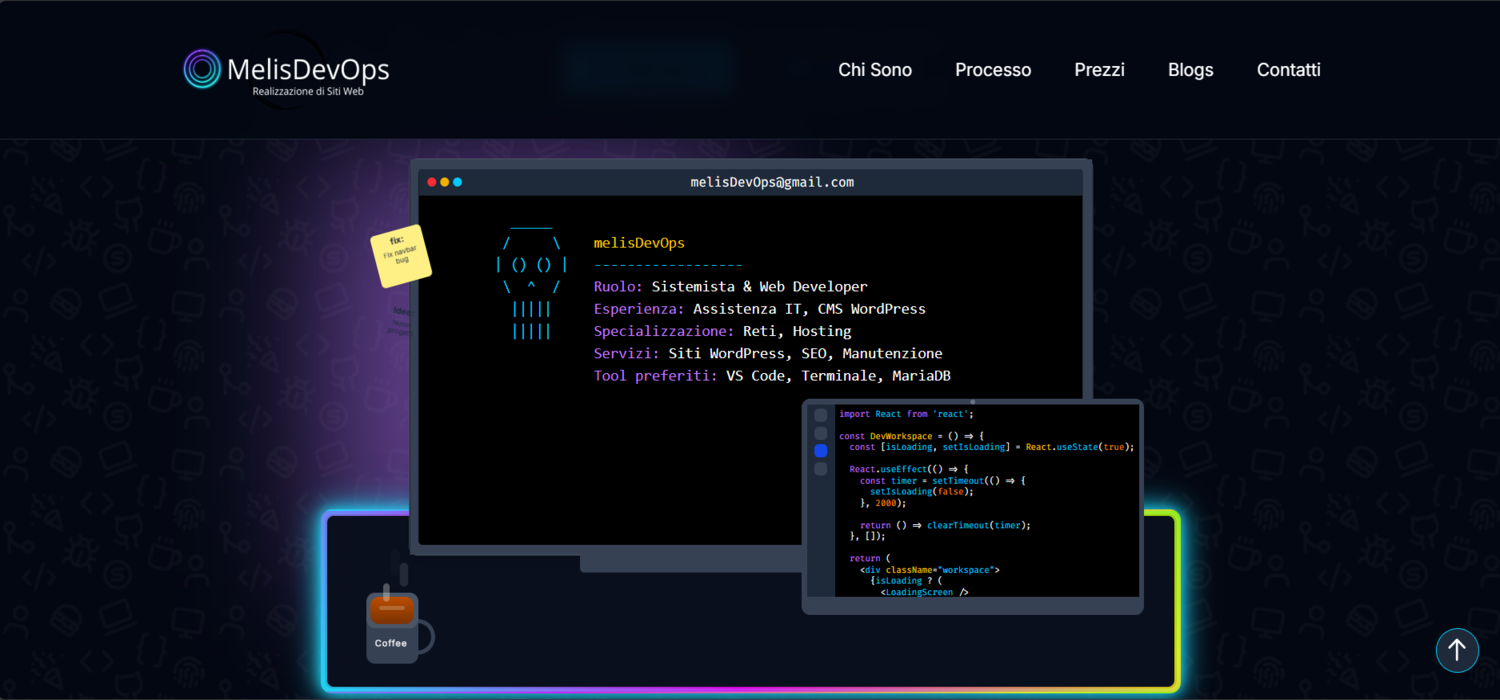 MelisDevOps
Realizzazione di Siti Web
Chi Sono
Processo
Prezzi
Blogs
Contatti
melisDevOps@gmail.com
fix:
Fix navbar
bug
Idee:
melisDevOps
------------------
Ruolo: Sistemista & Web Developer
Esperienza: Assistenza IT, CMS WordPress
Specializzazione: Reti, Hosting
Servizi: Siti WordPress, SEO, Manutenzione
Tool preferiti: VS Code, Terminale, MariaDB
import React from 'react';
const DevWorkspace = () => {
const [isLoading, setIsLoading] = React.useState(true);
React.useEffect(() => {
const timer = setTimeout(() => {
setIsLoading(false);
}, 2000);
return () => clearTimeout(timer);
}, []);
return (
<div className="workspace">
{isLoading ? (
<LoadingScreen />
Coffee